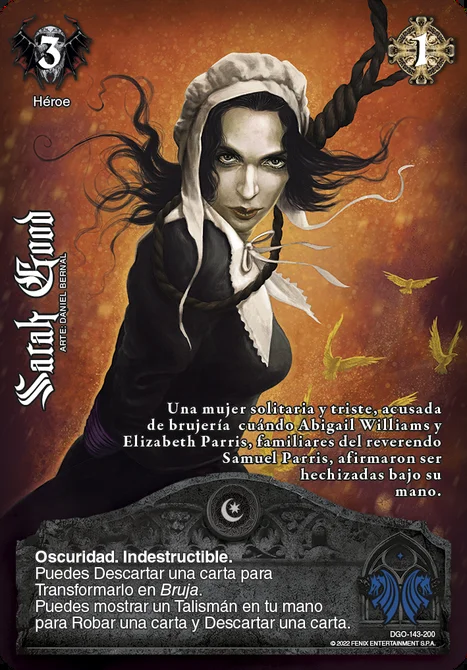 3
1
Héroe
Sarah Good
ARTE: DANIEL BERNAL
Una mujer solitaria y triste, acusada
de brujería cuándo Abigail Williams y
Elizabeth Parris, familiares del reverendo
Samuel Parris, afirmaron ser
hechizadas bajo su
mano.
Oscuridad. Indestructible.
Puedes Descartar una carta para
Transformarlo en Bruja.
Puedes mostrar un Talismán en tu mano
para Robar una carta y Descartar una carta.
DGO-143-200
© 2022 FENIX ENTERTAINMENT S.P.A.